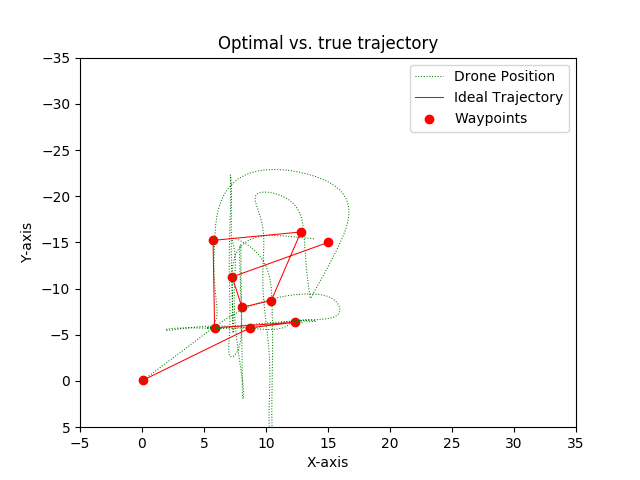 Optimal vs. true trajectory
Drone Position
Ideal Trajectory
Waypoints
Y-axis
−35
−30
−25
−20
−15
−10
−5
0
5
−5 0 5 10 15 20 25 30 35
X-axis